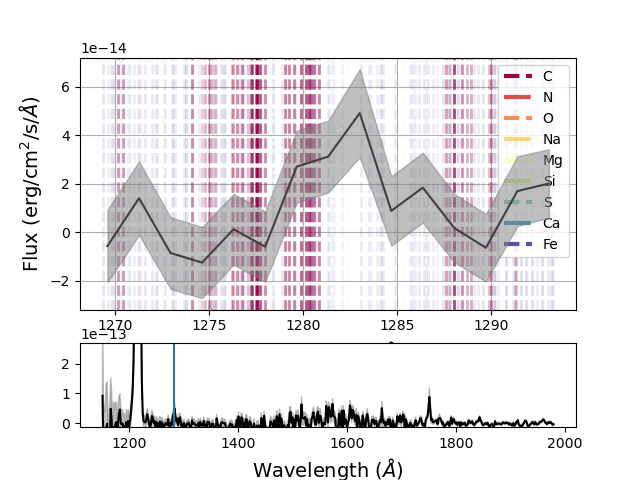 1e−14
6
4
2
0
−2
Flux (erg/cm²/s/Å)
C
N
O
Na
Mg
Si
S
Ca
Fe
1270 1275 1280 1285 1290
1e−13
2
1
0
1200 1400 1600 1800 2000
Wavelength (Å)